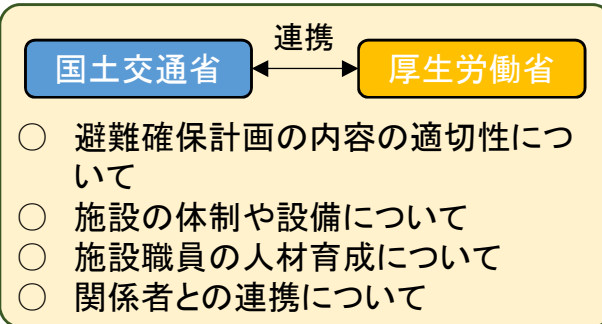 連携
国土交通省 厚生労働省
○ 避難確保計画の内容の適切性につ
いて
○ 施設の体制や設備について
○ 施設職員の人材育成について
○ 関係者との連携について